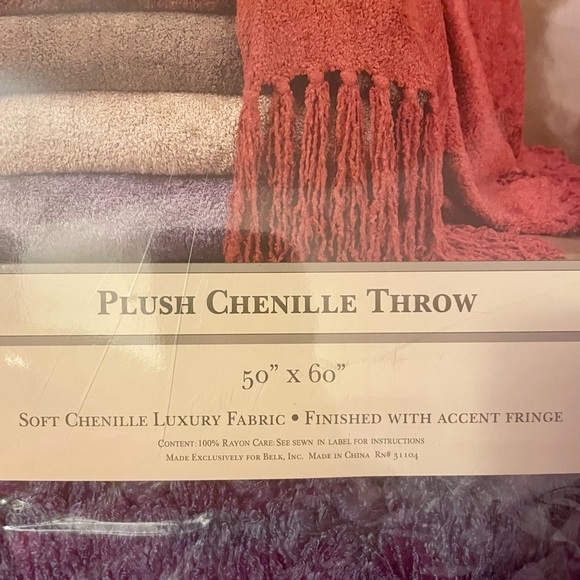 Plush Chenille Throw
50" x 60"
Soft Chenille Luxury Fabric • Finished with accent fringe
Content: 100% Rayon Care: See sewn in label for instructions
Made Exclusively for Belk, Inc. Made in China Rn# 31104